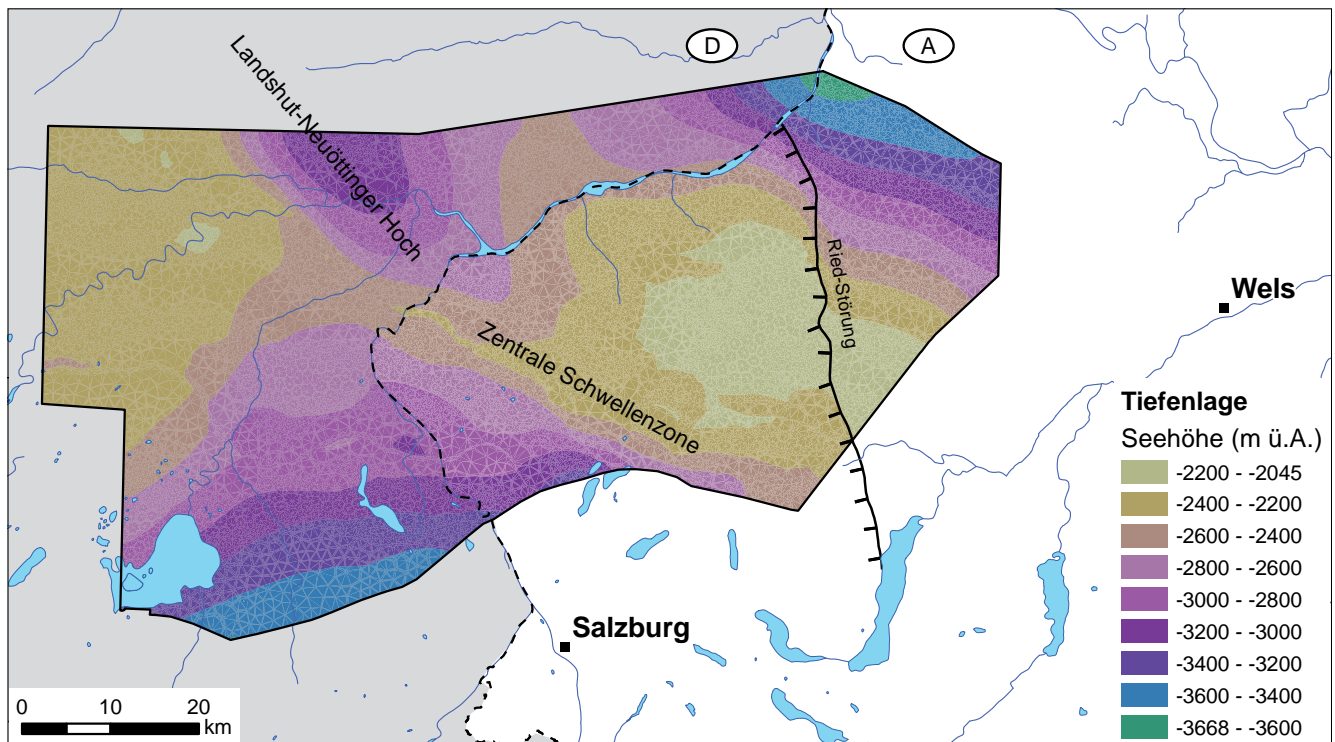 D
A
Landshut-Neuöttinger Hoch
Ried-Störung
Wels
Zentrale Schwellenzone
Tiefenlage
Seehöhe (m ü.A.)
-2200 - -2045
-2400 - -2200
-2600 - -2400
-2800 - -2600
-3000 - -2800
-3200 - -3000
-3400 - -3200
-3600 - -3400
-3668 - -3600
Salzburg
0 10 20
km